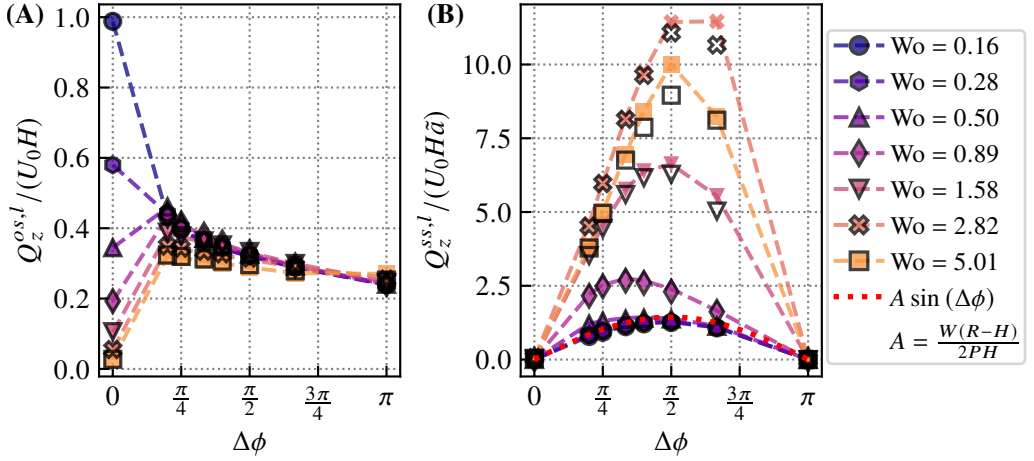 (A)
1.0
0.8
0.6
0.4
0.2
0.0
Q_z^{os,l}/(U_0H)
0
π/4
π/2
3π/4
π
Δϕ
(B)
10.0
7.5
5.0
2.5
0.0
Q_z^{ss,l}/(U_0Hã)
0
π/4
π/2
3π/4
π
Δϕ
Wo = 0.16
Wo = 0.28
Wo = 0.50
Wo = 0.89
Wo = 1.58
Wo = 2.82
Wo = 5.01
A sin (Δϕ)
A = W(R−H)/2PH